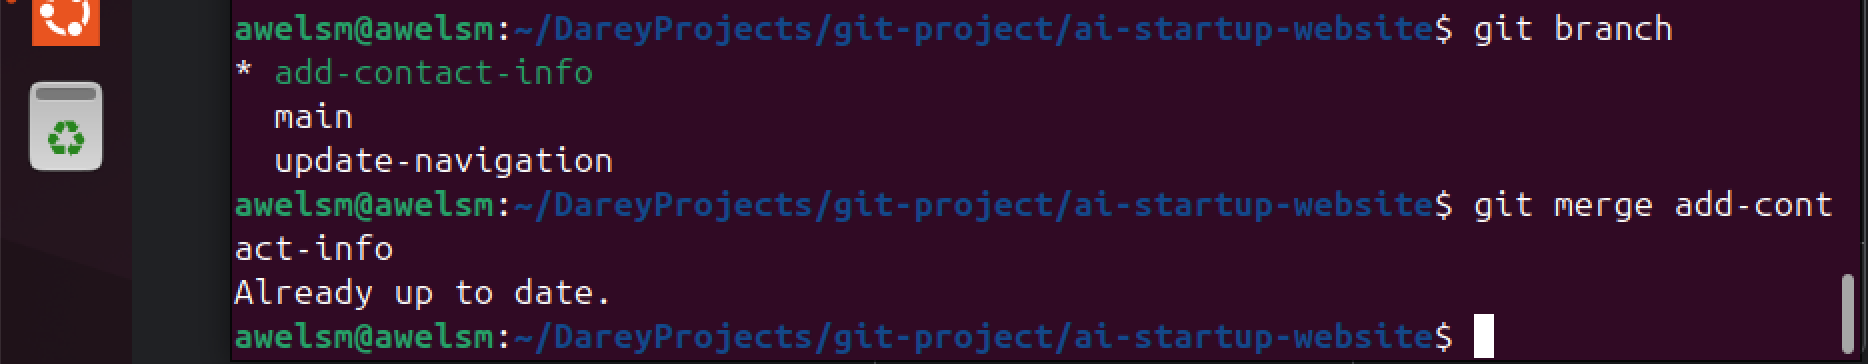 awelsm@awelsm:~/DareyProjects/git-project/ai-startup-website$ git branch
* add-contact-info
  main
  update-navigation
awelsm@awelsm:~/DareyProjects/git-project/ai-startup-website$ git merge add-cont
act-info
Already up to date.
awelsm@awelsm:~/DareyProjects/git-project/ai-startup-website$